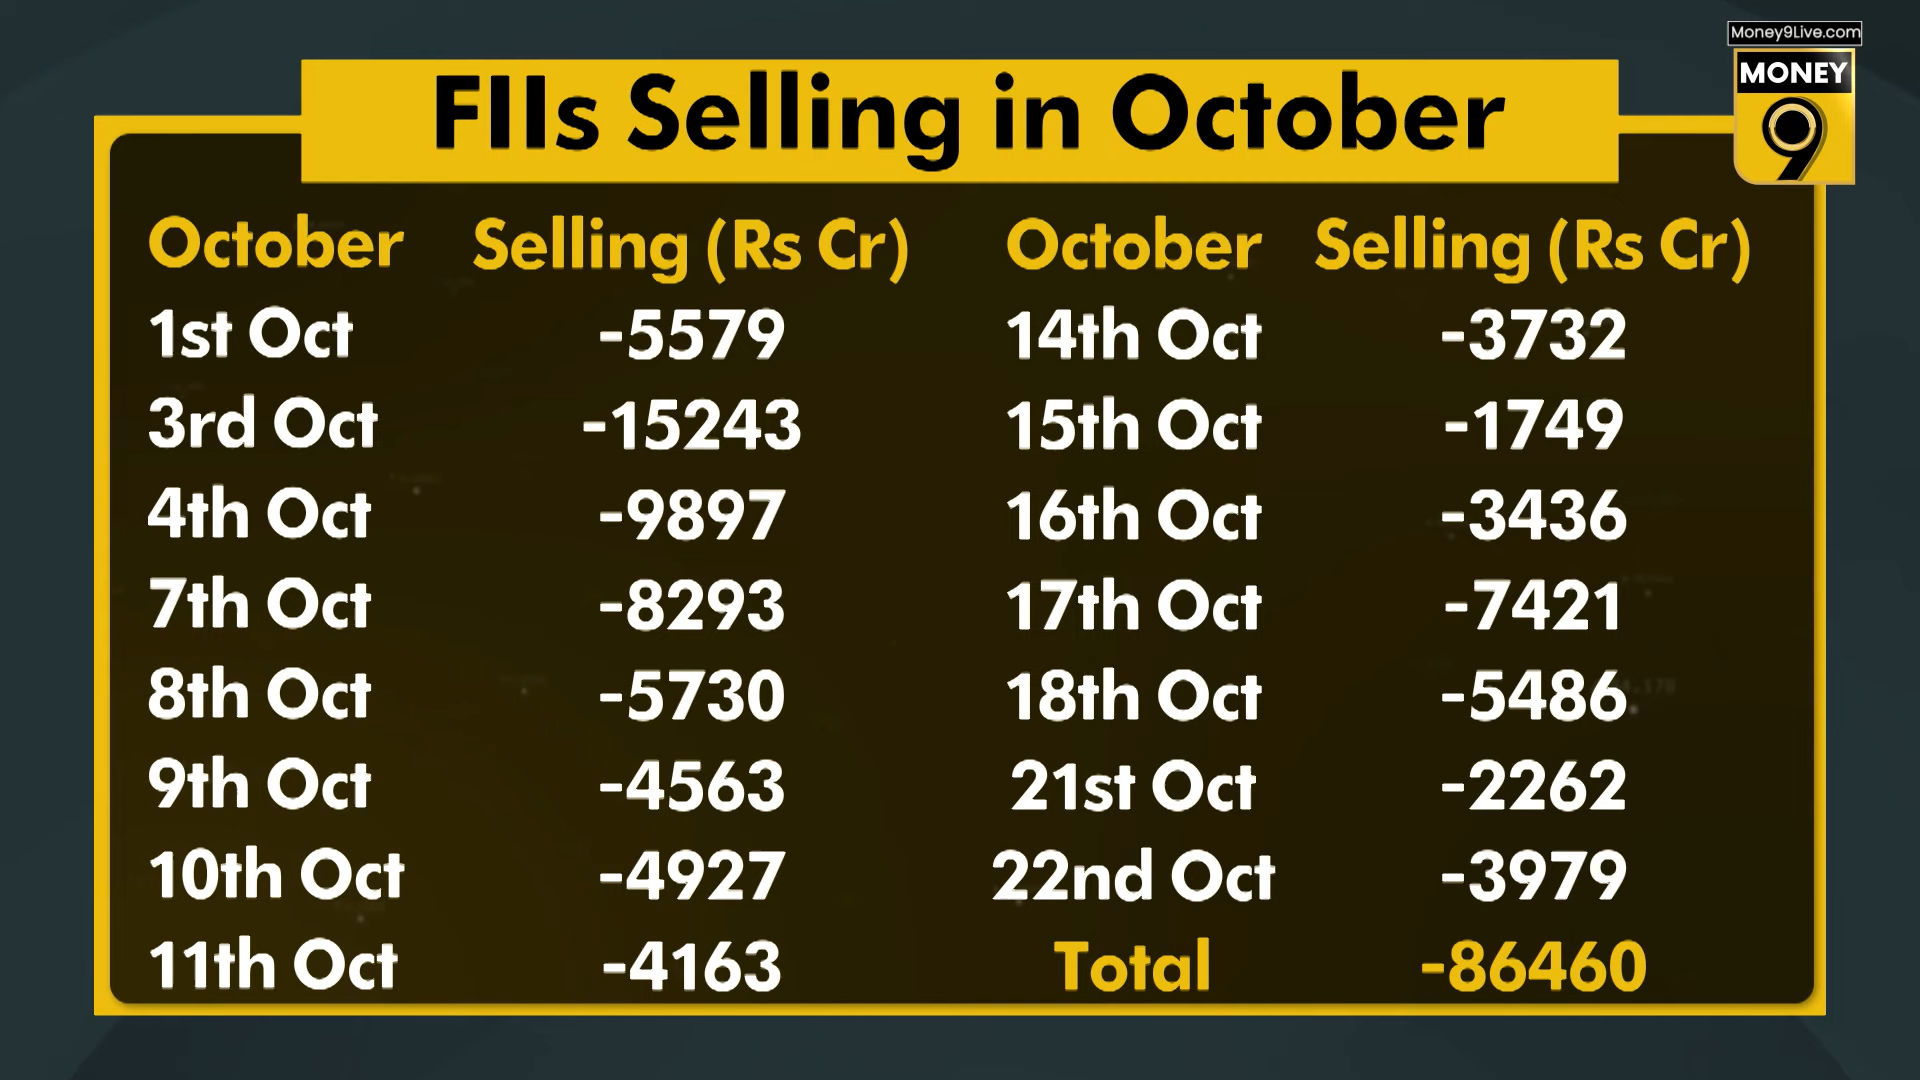 Money9Live.com
MONEY
9
FIIs Selling in October
October Selling (Rs Cr) October Selling (Rs Cr)
1st Oct -5579 14th Oct -3732
3rd Oct -15243 15th Oct -1749
4th Oct -9897 16th Oct -3436
7th Oct -8293 17th Oct -7421
8th Oct -5730 18th Oct -5486
9th Oct -4563 21st Oct -2262
10th Oct -4927 22nd Oct -3979
11th Oct -4163 Total -86460